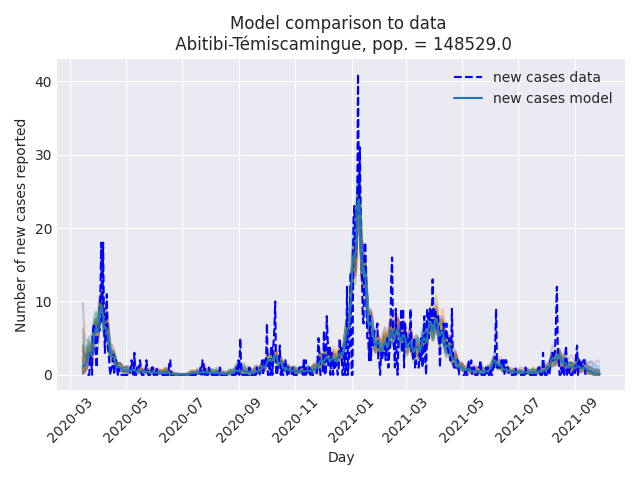 Model comparison to data
Abitibi-Témiscamingue, pop. = 148529.0
new cases data
new cases model
Number of new cases reported
40
30
20
10
0
2020-03
2020-05
2020-07
2020-09
2020-11
2021-01
2021-03
2021-05
2021-07
2021-09
Day